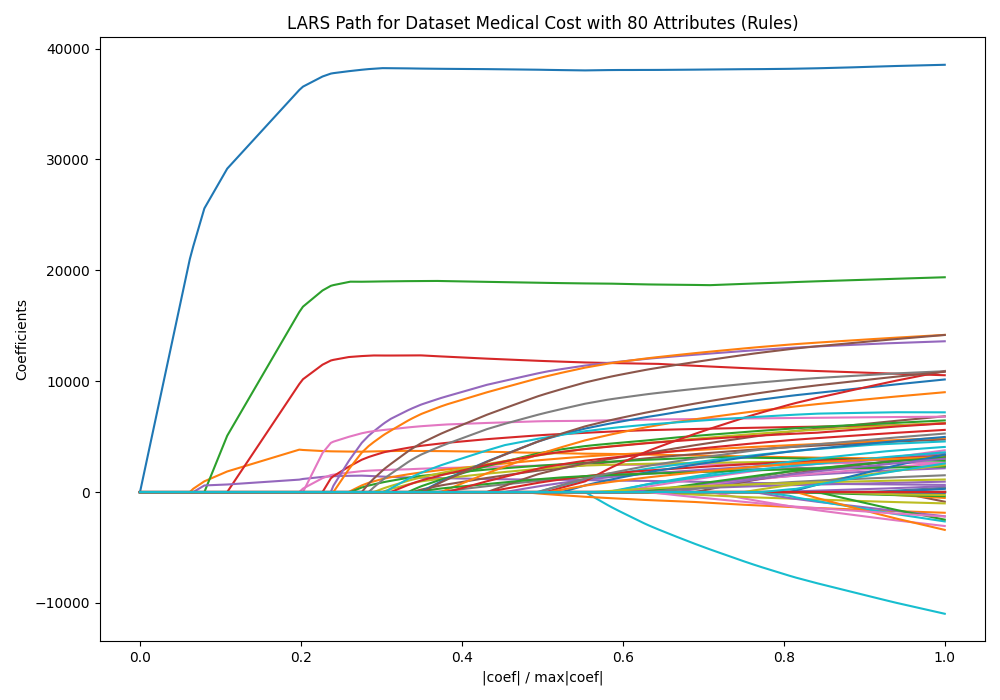 LARS Path for Dataset Medical Cost with 80 Attributes (Rules)
40000
30000
20000
10000
0
−10000
Coefficients
0.0 0.2 0.4 0.6 0.8 1.0
|coef| / max|coef|